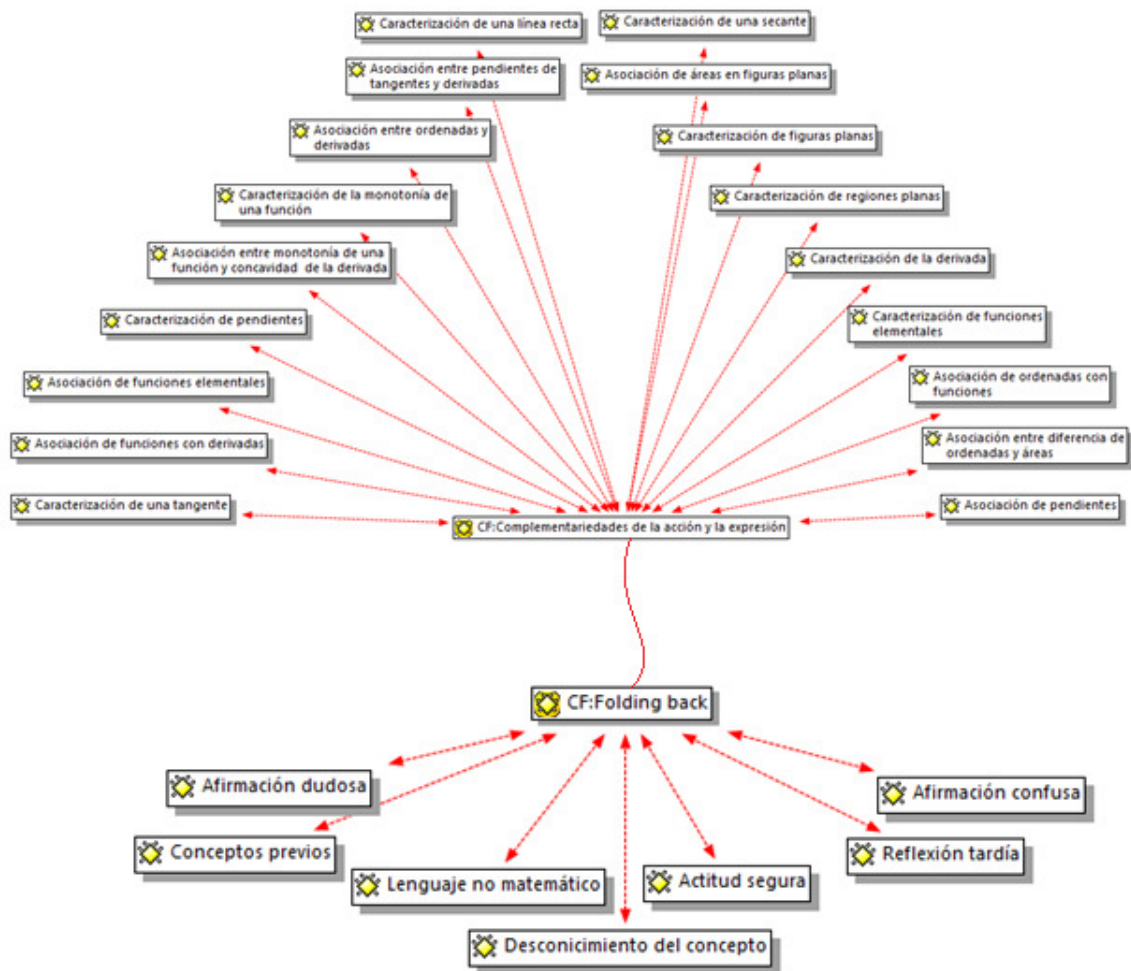 Caracterización de una línea recta
Caracterización de una secante
Asociación entre pendientes de
tangentes y derivadas
Asociación de áreas en figuras planas
Asociación entre ordenadas y
derivadas
Caracterización de figuras planas
Caracterización de la monotonía de
una función
Caracterización de regiones planas
Asociación entre monotonía de una
función y concavidad de la derivada
Caracterización de la derivada
Caracterización de pendientes
Caracterización de funciones
elementales
Asociación de funciones elementales
Asociación de ordenadas con
funciones
Asociación de funciones con derivadas
Asociación entre diferencia de
ordenadas y áreas
Caracterización de una tangente
Asociación de pendientes
CF:Complementariedades de la acción y la expresión
CF:Folding back
Afirmación dudosa
Afirmación confusa
Conceptos previos
Reflexión tardía
Lenguaje no matemático
Actitud segura
Desconicimiento del concepto